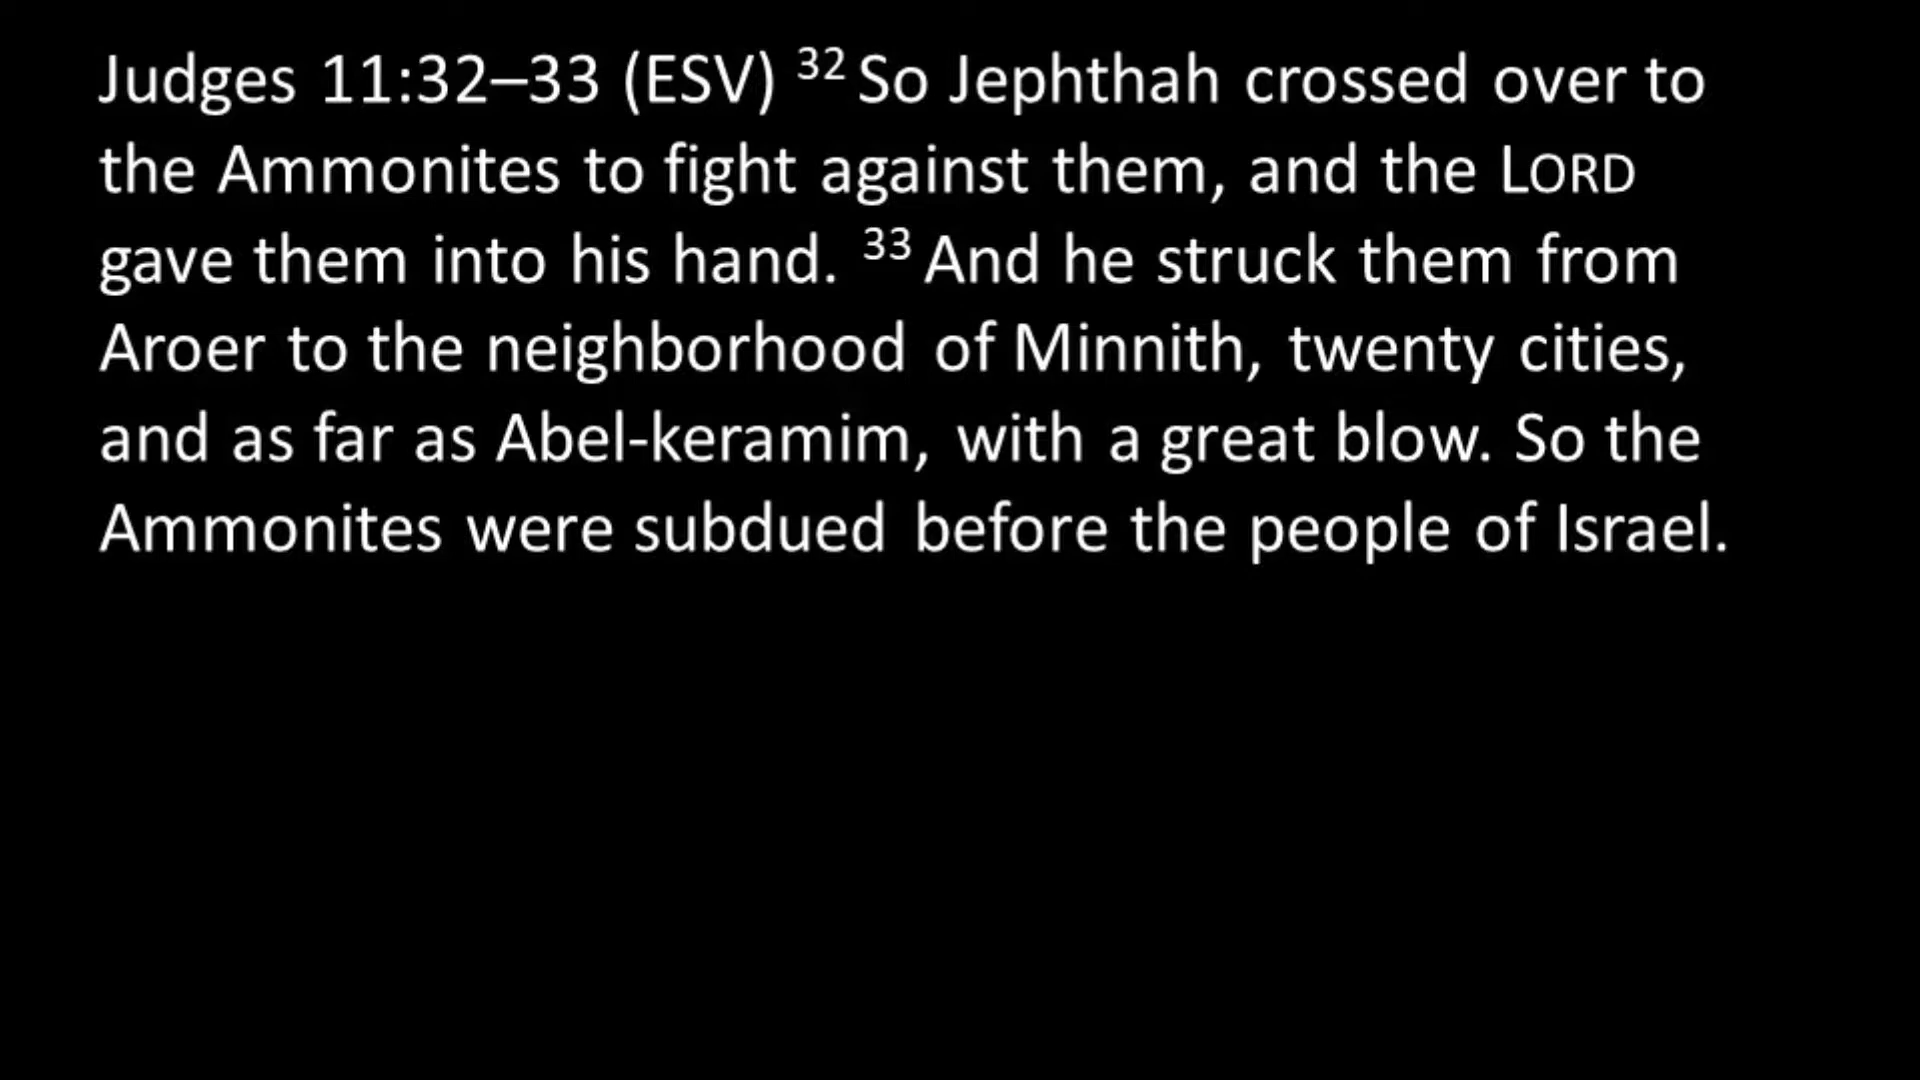 Judges 11:32–33 (ESV) 32 So Jephthah crossed over to
the Ammonites to fight against them, and the LORD
gave them into his hand. 33 And he struck them from
Aroer to the neighborhood of Minnith, twenty cities,
and as far as Abel-keramim, with a great blow. So the
Ammonites were subdued before the people of Israel.